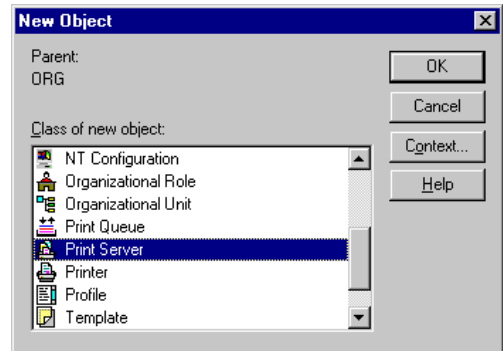 New Object
Parent:
ORG
Class of new object:
NT Configuration
Organizational Role
Organizational Unit
Print Queue
Print Server
Printer
Profile
Template
OK
Cancel
Context...
Help